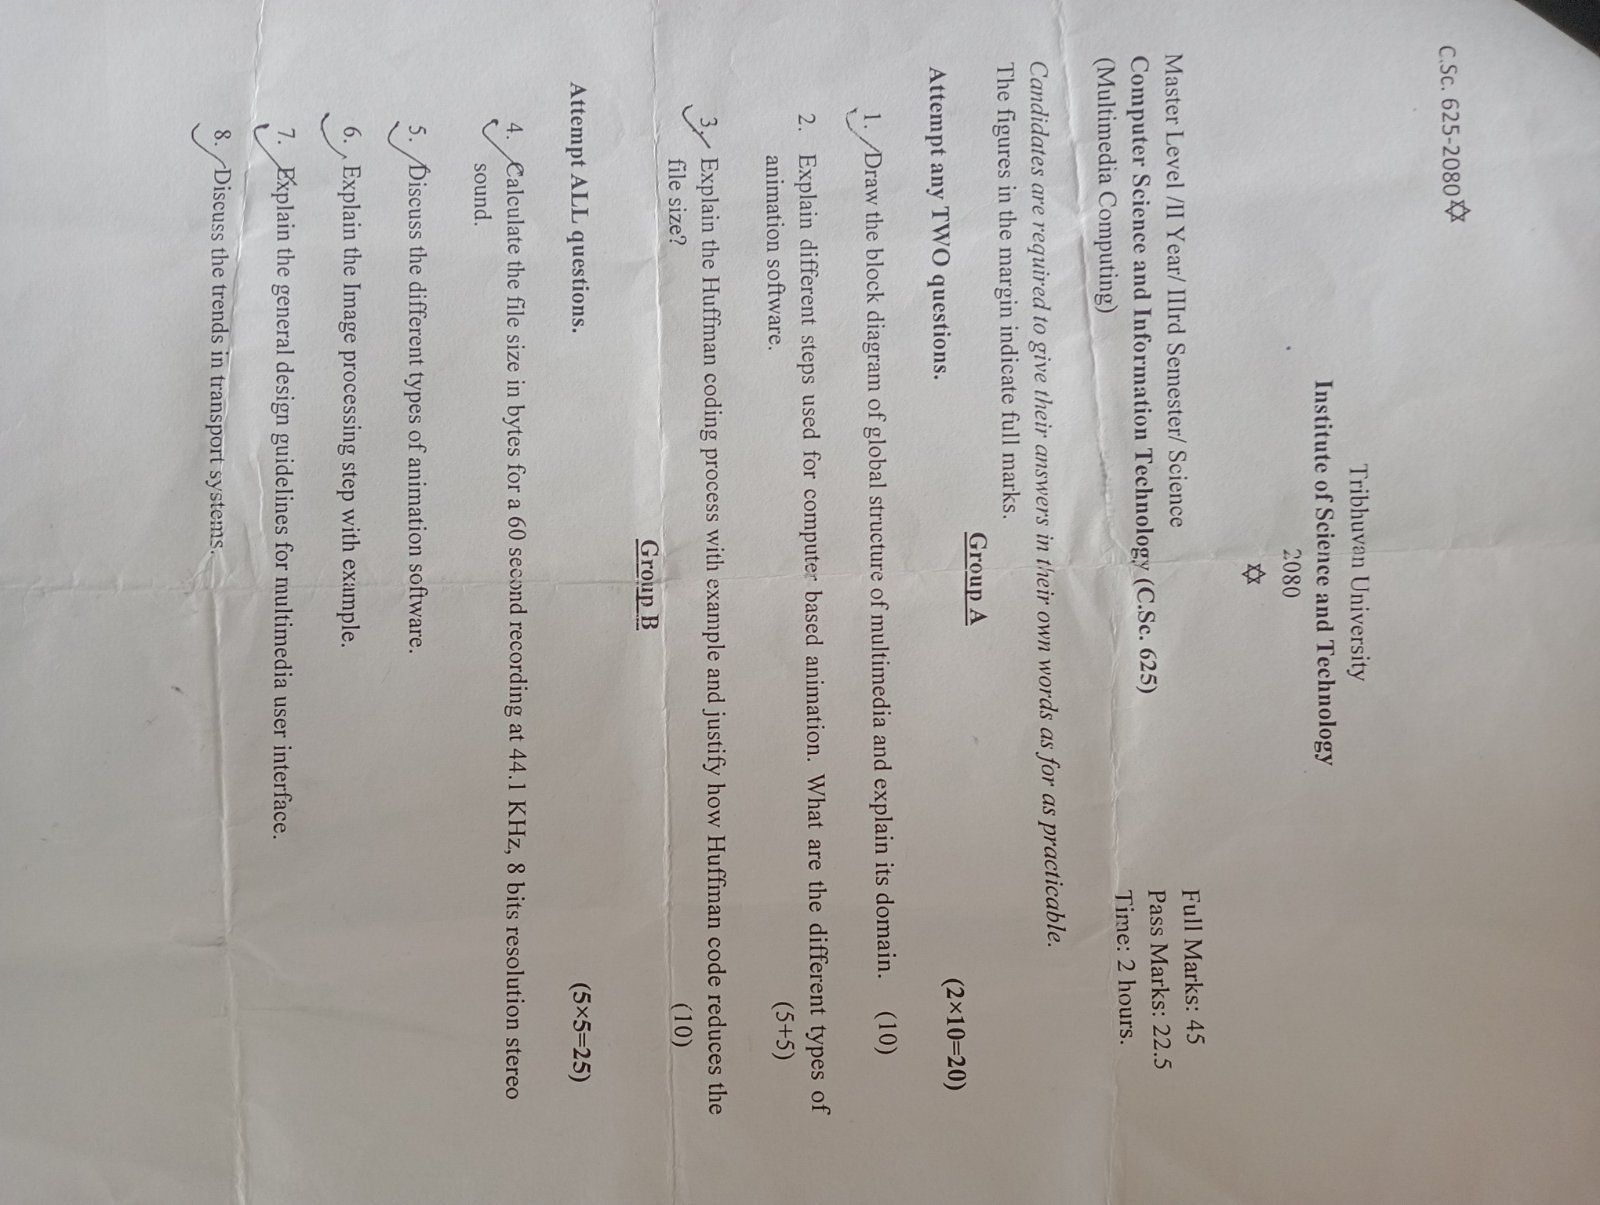 C.Sc. 625-2080✡
Tribhuvan University
Institute of Science and Technology
2080
✡
Master Level /II Year/ IIIrd Semester/ Science
Full Marks: 45
Computer Science and Information Technology (C.Sc. 625)
Pass Marks: 22.5
(Multimedia Computing)
Time: 2 hours.
Candidates are required to give their answers in their own words as for as practicable.
The figures in the margin indicate full marks.
Group A
Attempt any TWO questions. (2×10=20)
1. Draw the block diagram of global structure of multimedia and explain its domain. (10)
2. Explain different steps used for computer based animation. What are the different types of
animation software. (5+5)
3. Explain the Huffman coding process with example and justify how Huffman code reduces the
file size? (10)
Group B
Attempt ALL questions. (5×5=25)
4. Calculate the file size in bytes for a 60 second recording at 44.1 KHz, 8 bits resolution stereo
sound.
5. Discuss the different types of animation software.
6. Explain the Image processing step with example.
7. Explain the general design guidelines for multimedia user interface.
8. Discuss the trends in transport systems.